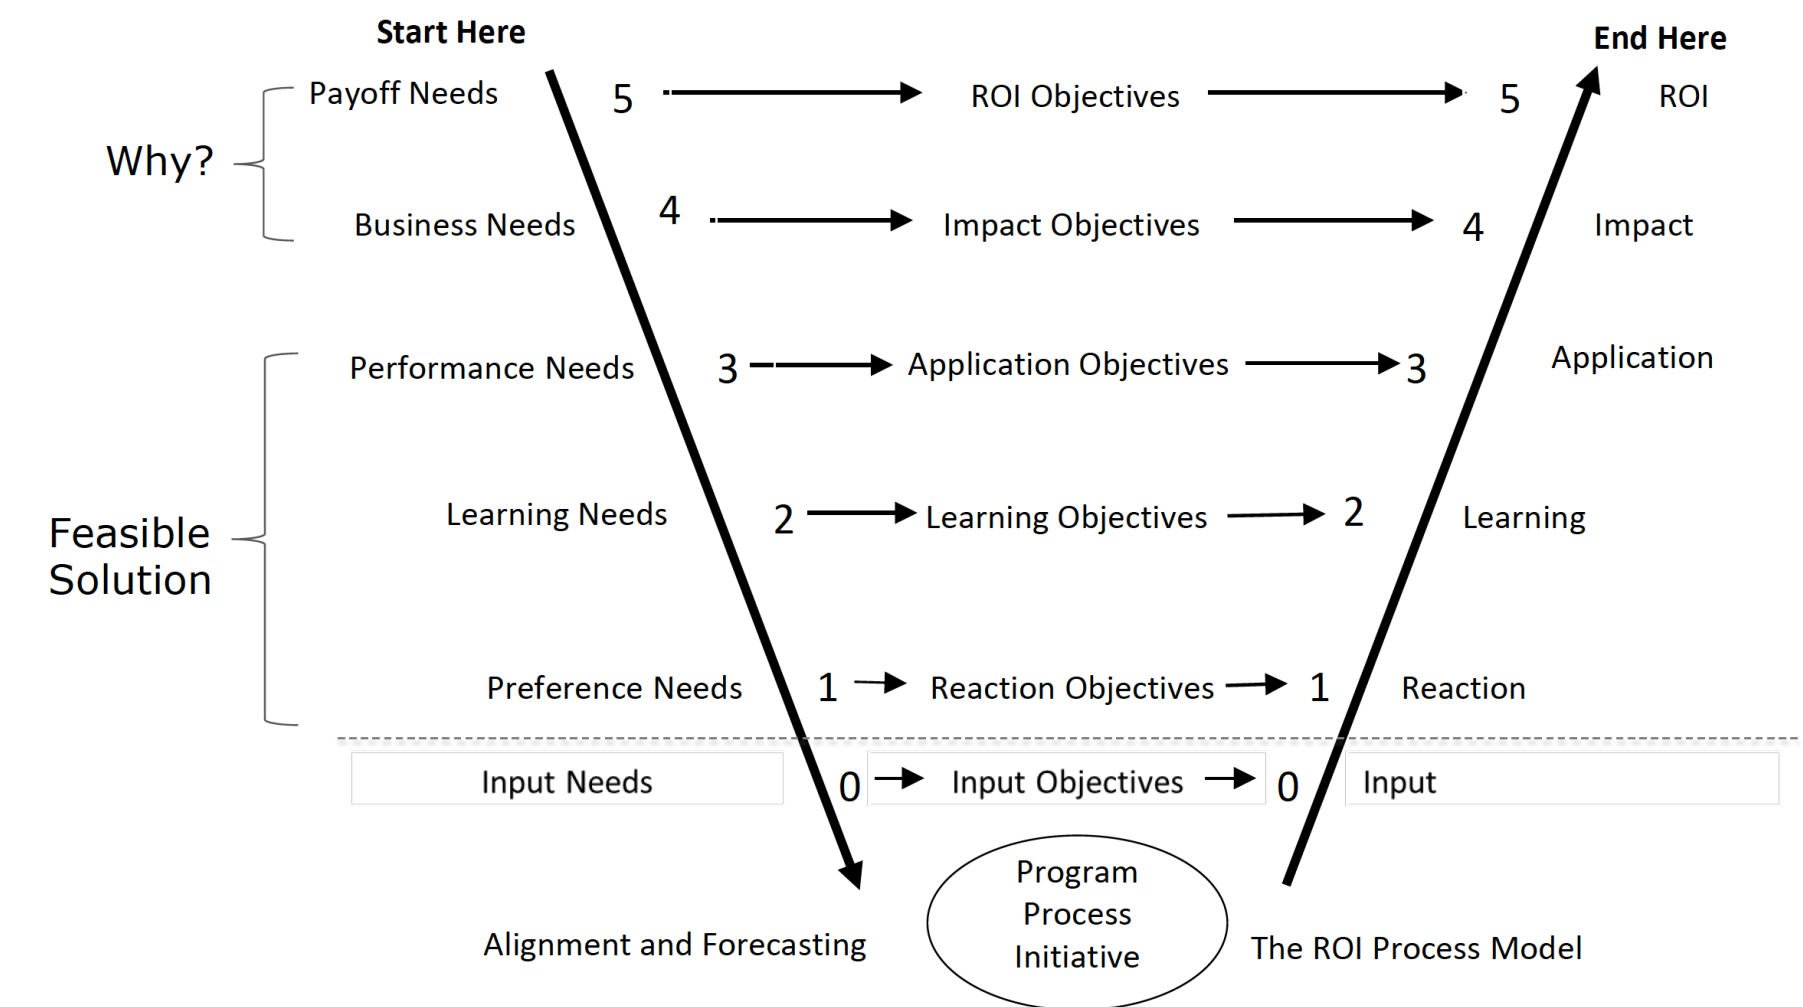 Start Here
End Here
Payoff Needs 5 ROI Objectives 5 ROI
Why?
Business Needs 4 Impact Objectives 4 Impact
Performance Needs 3 Application Objectives 3 Application
Learning Needs 2 Learning Objectives 2 Learning
Feasible
Solution
Preference Needs 1 Reaction Objectives 1 Reaction
Input Needs 0 Input Objectives 0 Input
Program
Process
Initiative
Alignment and Forecasting
The ROI Process Model